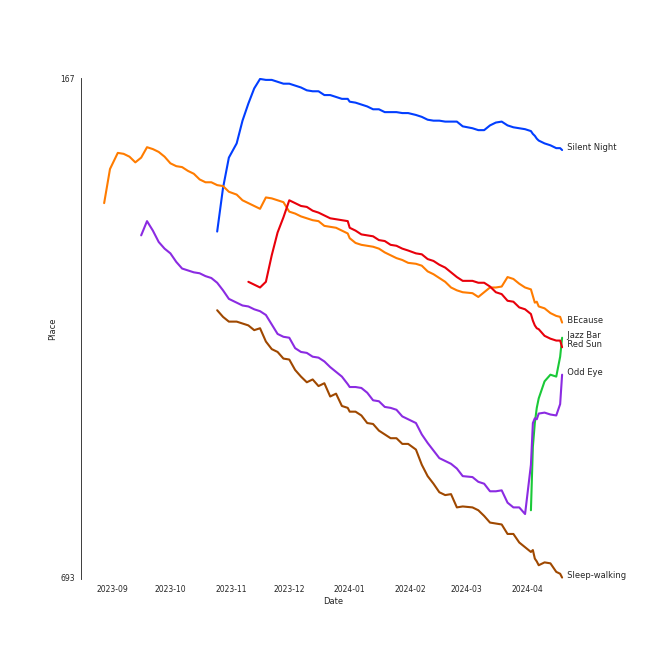 167
Silent Night
BEcause
Place
Jazz Bar
Red Sun
Odd Eye
693
Sleep-walking
2023-09 2023-10 2023-11 2023-12 2024-01 2024-02 2024-03 2024-04
Date